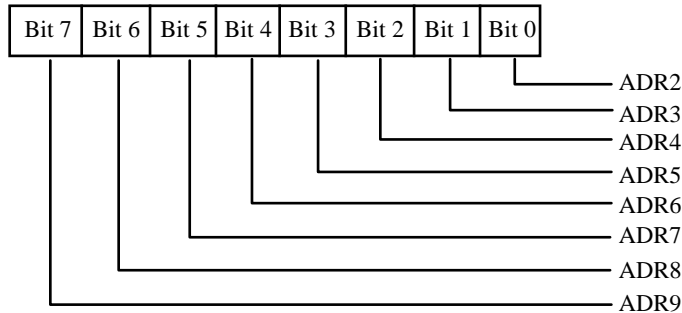 Bit 7 Bit 6 Bit 5 Bit 4 Bit 3 Bit 2 Bit 1 Bit 0
ADR2
ADR3
ADR4
ADR5
ADR6
ADR7
ADR8
ADR9